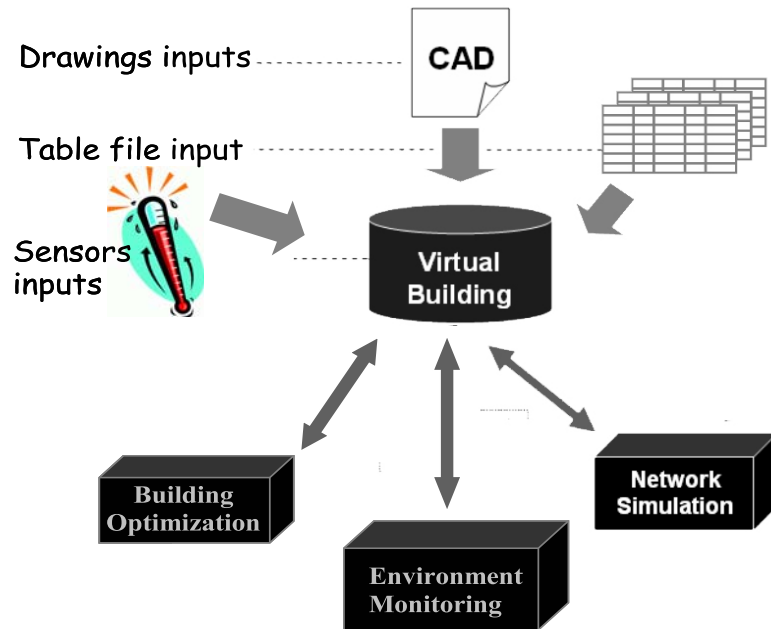 Drawings inputs
CAD
Table file input
Sensors
inputs
Virtual
Building
Building
Optimization
Environment
Monitoring
Network
Simulation